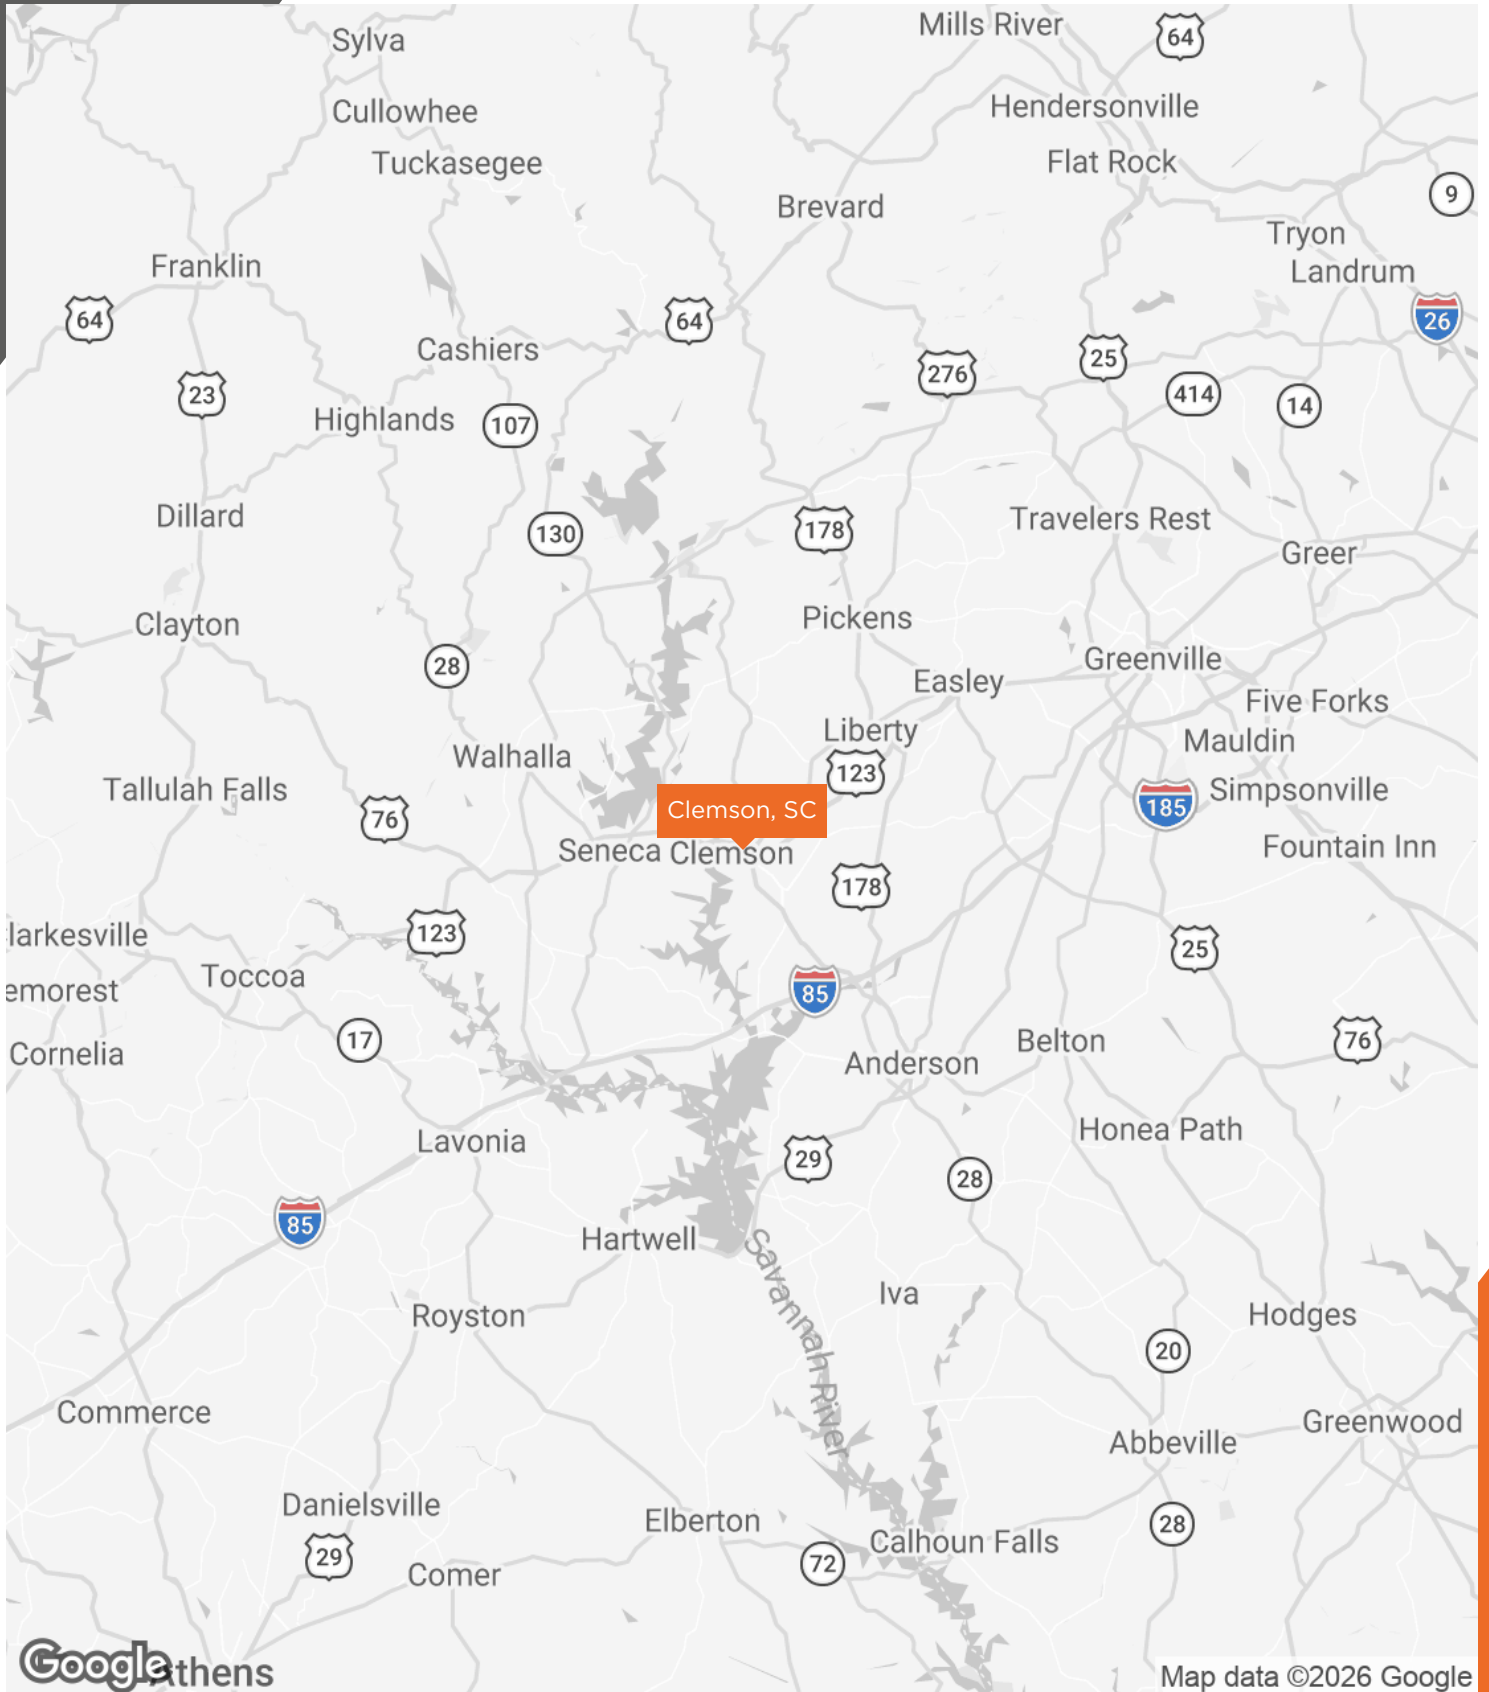 Sylva
Mills River
64
Cullowhee
Hendersonville
Tuckasegee
Flat Rock
9
Brevard
Tryon
Franklin
Landrum
64
64
26
Cashiers
276
25
23
414
14
Highlands
107
Dillard
130
178
Travelers Rest
Greer
Clayton
Pickens
28
Greenville
Easley
Five Forks
Liberty
Mauldin
Walhalla
123
Tallulah Falls
185
Simpsonville
76
Clemson, SC
Seneca
Clemson
Fountain Inn
178
larkesville
123
25
Toccoa
emorest
85
17
Belton
76
Cornelia
Anderson
Lavonia
Honea Path
29
28
85
Hartwell
Savannah River
Iva
Royston
Hodges
20
Commerce
Greenwood
Abbeville
Danielsville
Elberton
28
29
Calhoun Falls
72
Comer
Google
thens
Map data ©2026 Google